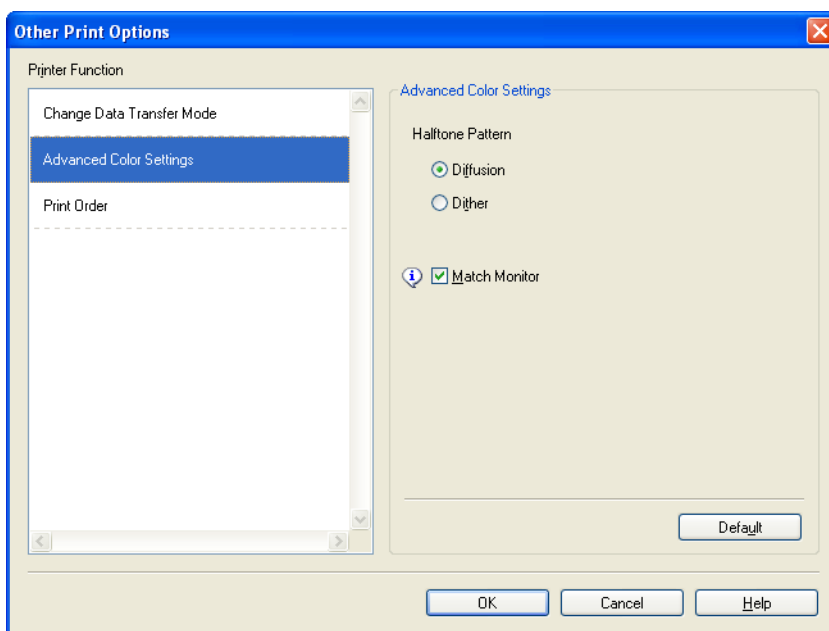 Other Print Options
Printer Function
Change Data Transfer Mode
Advanced Color Settings
Print Order
Advanced Color Settings
Halftone Pattern
Diffusion
Dither
Match Monitor
Default
OK Cancel Help